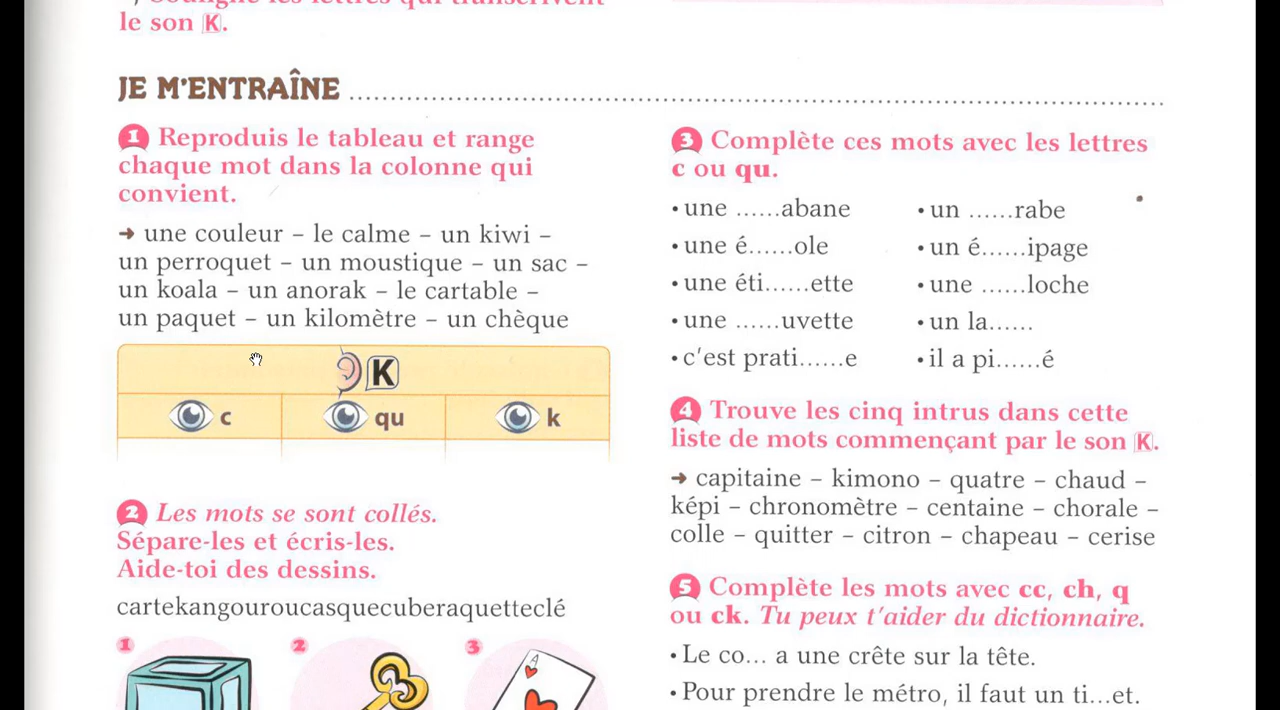 le son K.
JE M'ENTRAÎNE
1 Reproduis le tableau et range
chaque mot dans la colonne qui
convient.
➜ une couleur – le calme – un kiwi –
un perroquet – un moustique – un sac –
un koala – un anorak – le cartable –
un paquet – un kilomètre – un chèque
K
c qu k
2 Les mots se sont collés.
Sépare-les et écris-les.
Aide-toi des dessins.
cartekangouroucasquecuberaquetteclé
1 2 3
A
3 Complète ces mots avec les lettres
c ou qu.
• une ......abane • un ......rabe
• une é......ole • un é......ipage
• une éti......ette • une ......loche
• une ......uvette • un la......
• c'est prati......e • il a pi......é
4 Trouve les cinq intrus dans cette
liste de mots commençant par le son K.
➜ capitaine – kimono – quatre – chaud –
képi – chronomètre – centaine – chorale –
colle – quitter – citron – chapeau – cerise
5 Complète les mots avec cc, ch, q
ou ck. Tu peux t'aider du dictionnaire.
• Le co... a une crête sur la tête.
• Pour prendre le métro, il faut un ti...et.